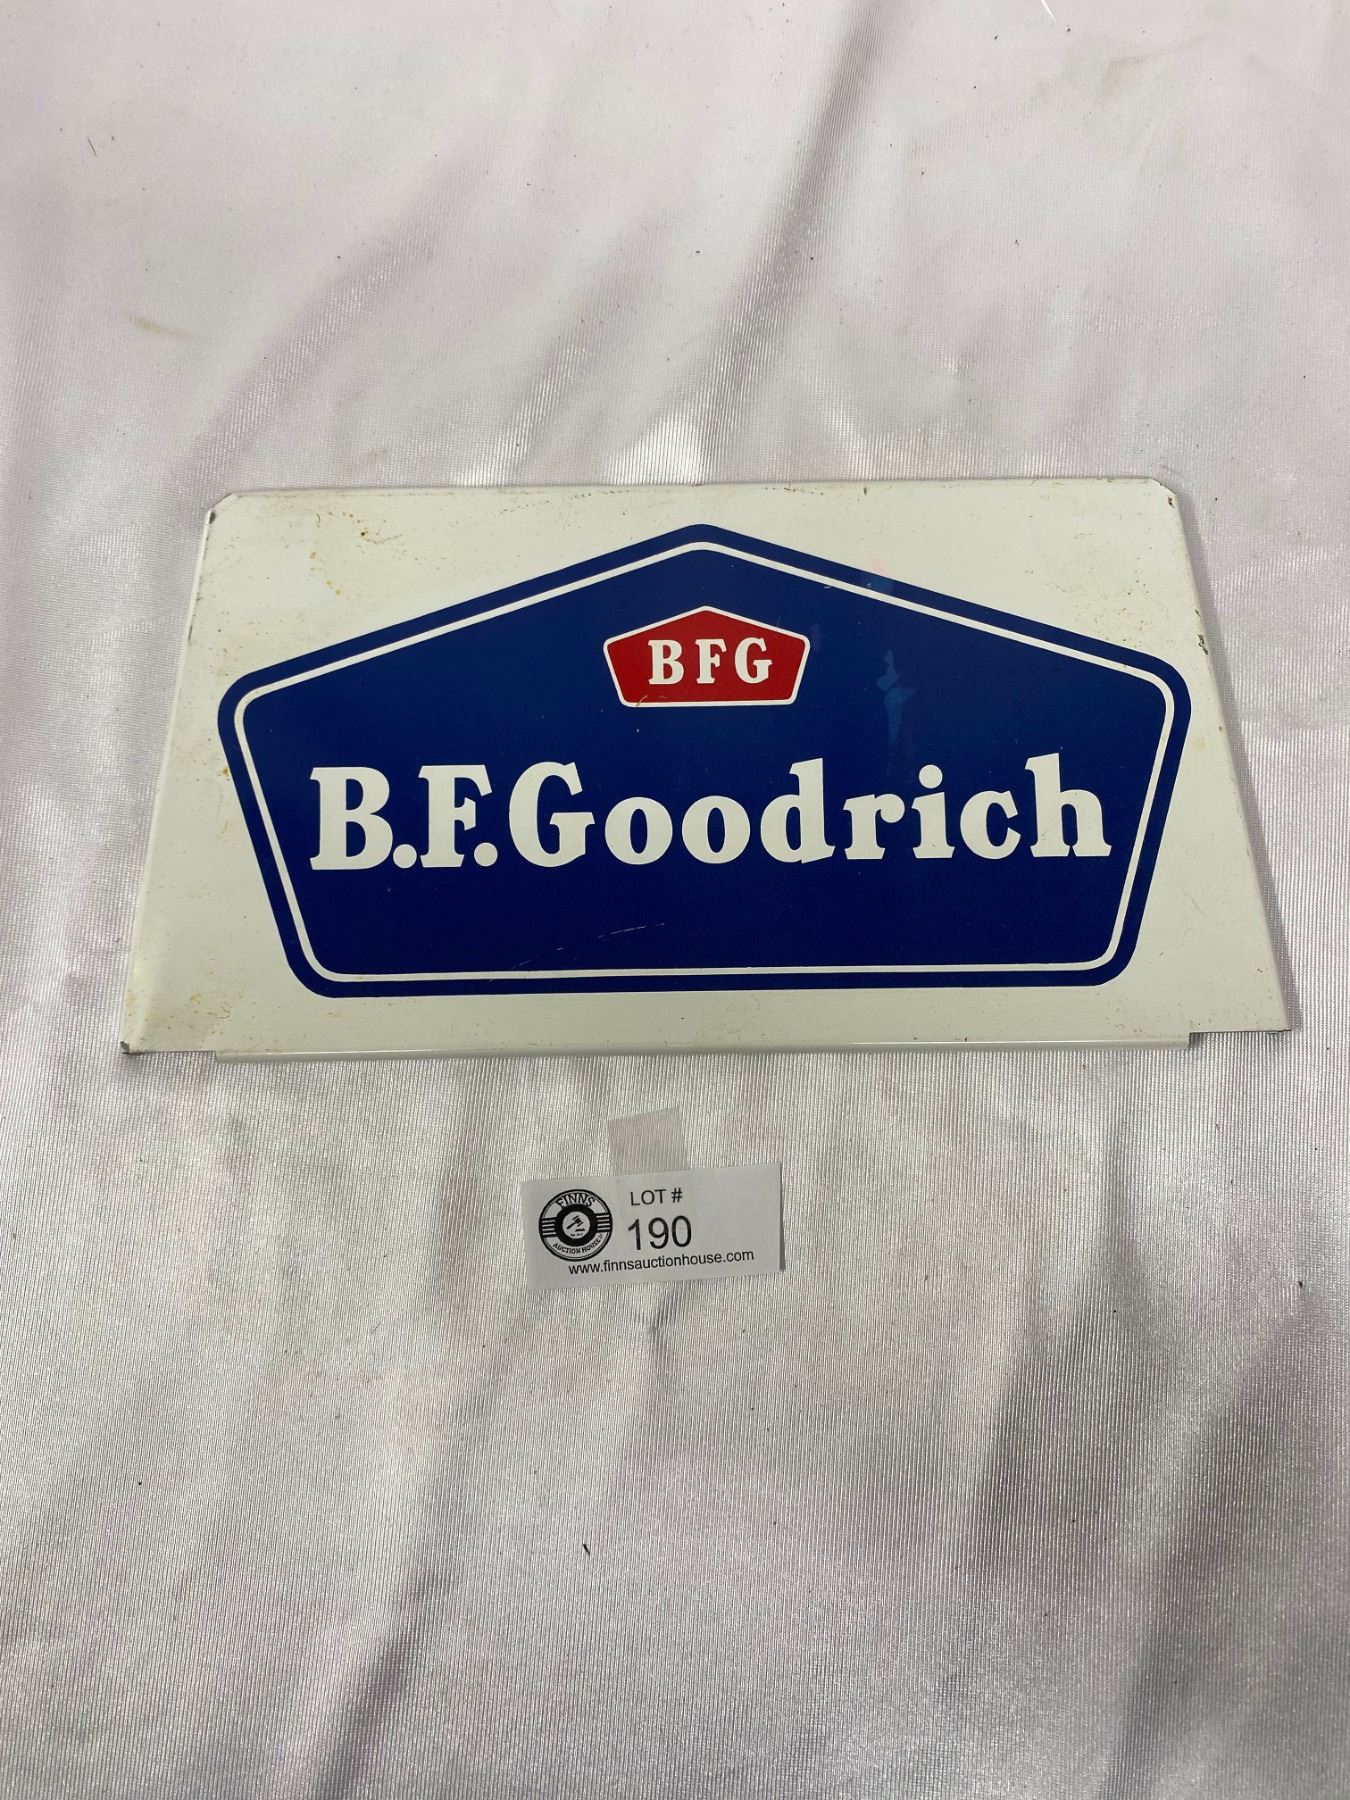 BFG
B.F.Goodrich
FINNS
AUCTION HOUSE
LOT #
190
www.finnsauctionhouse.com